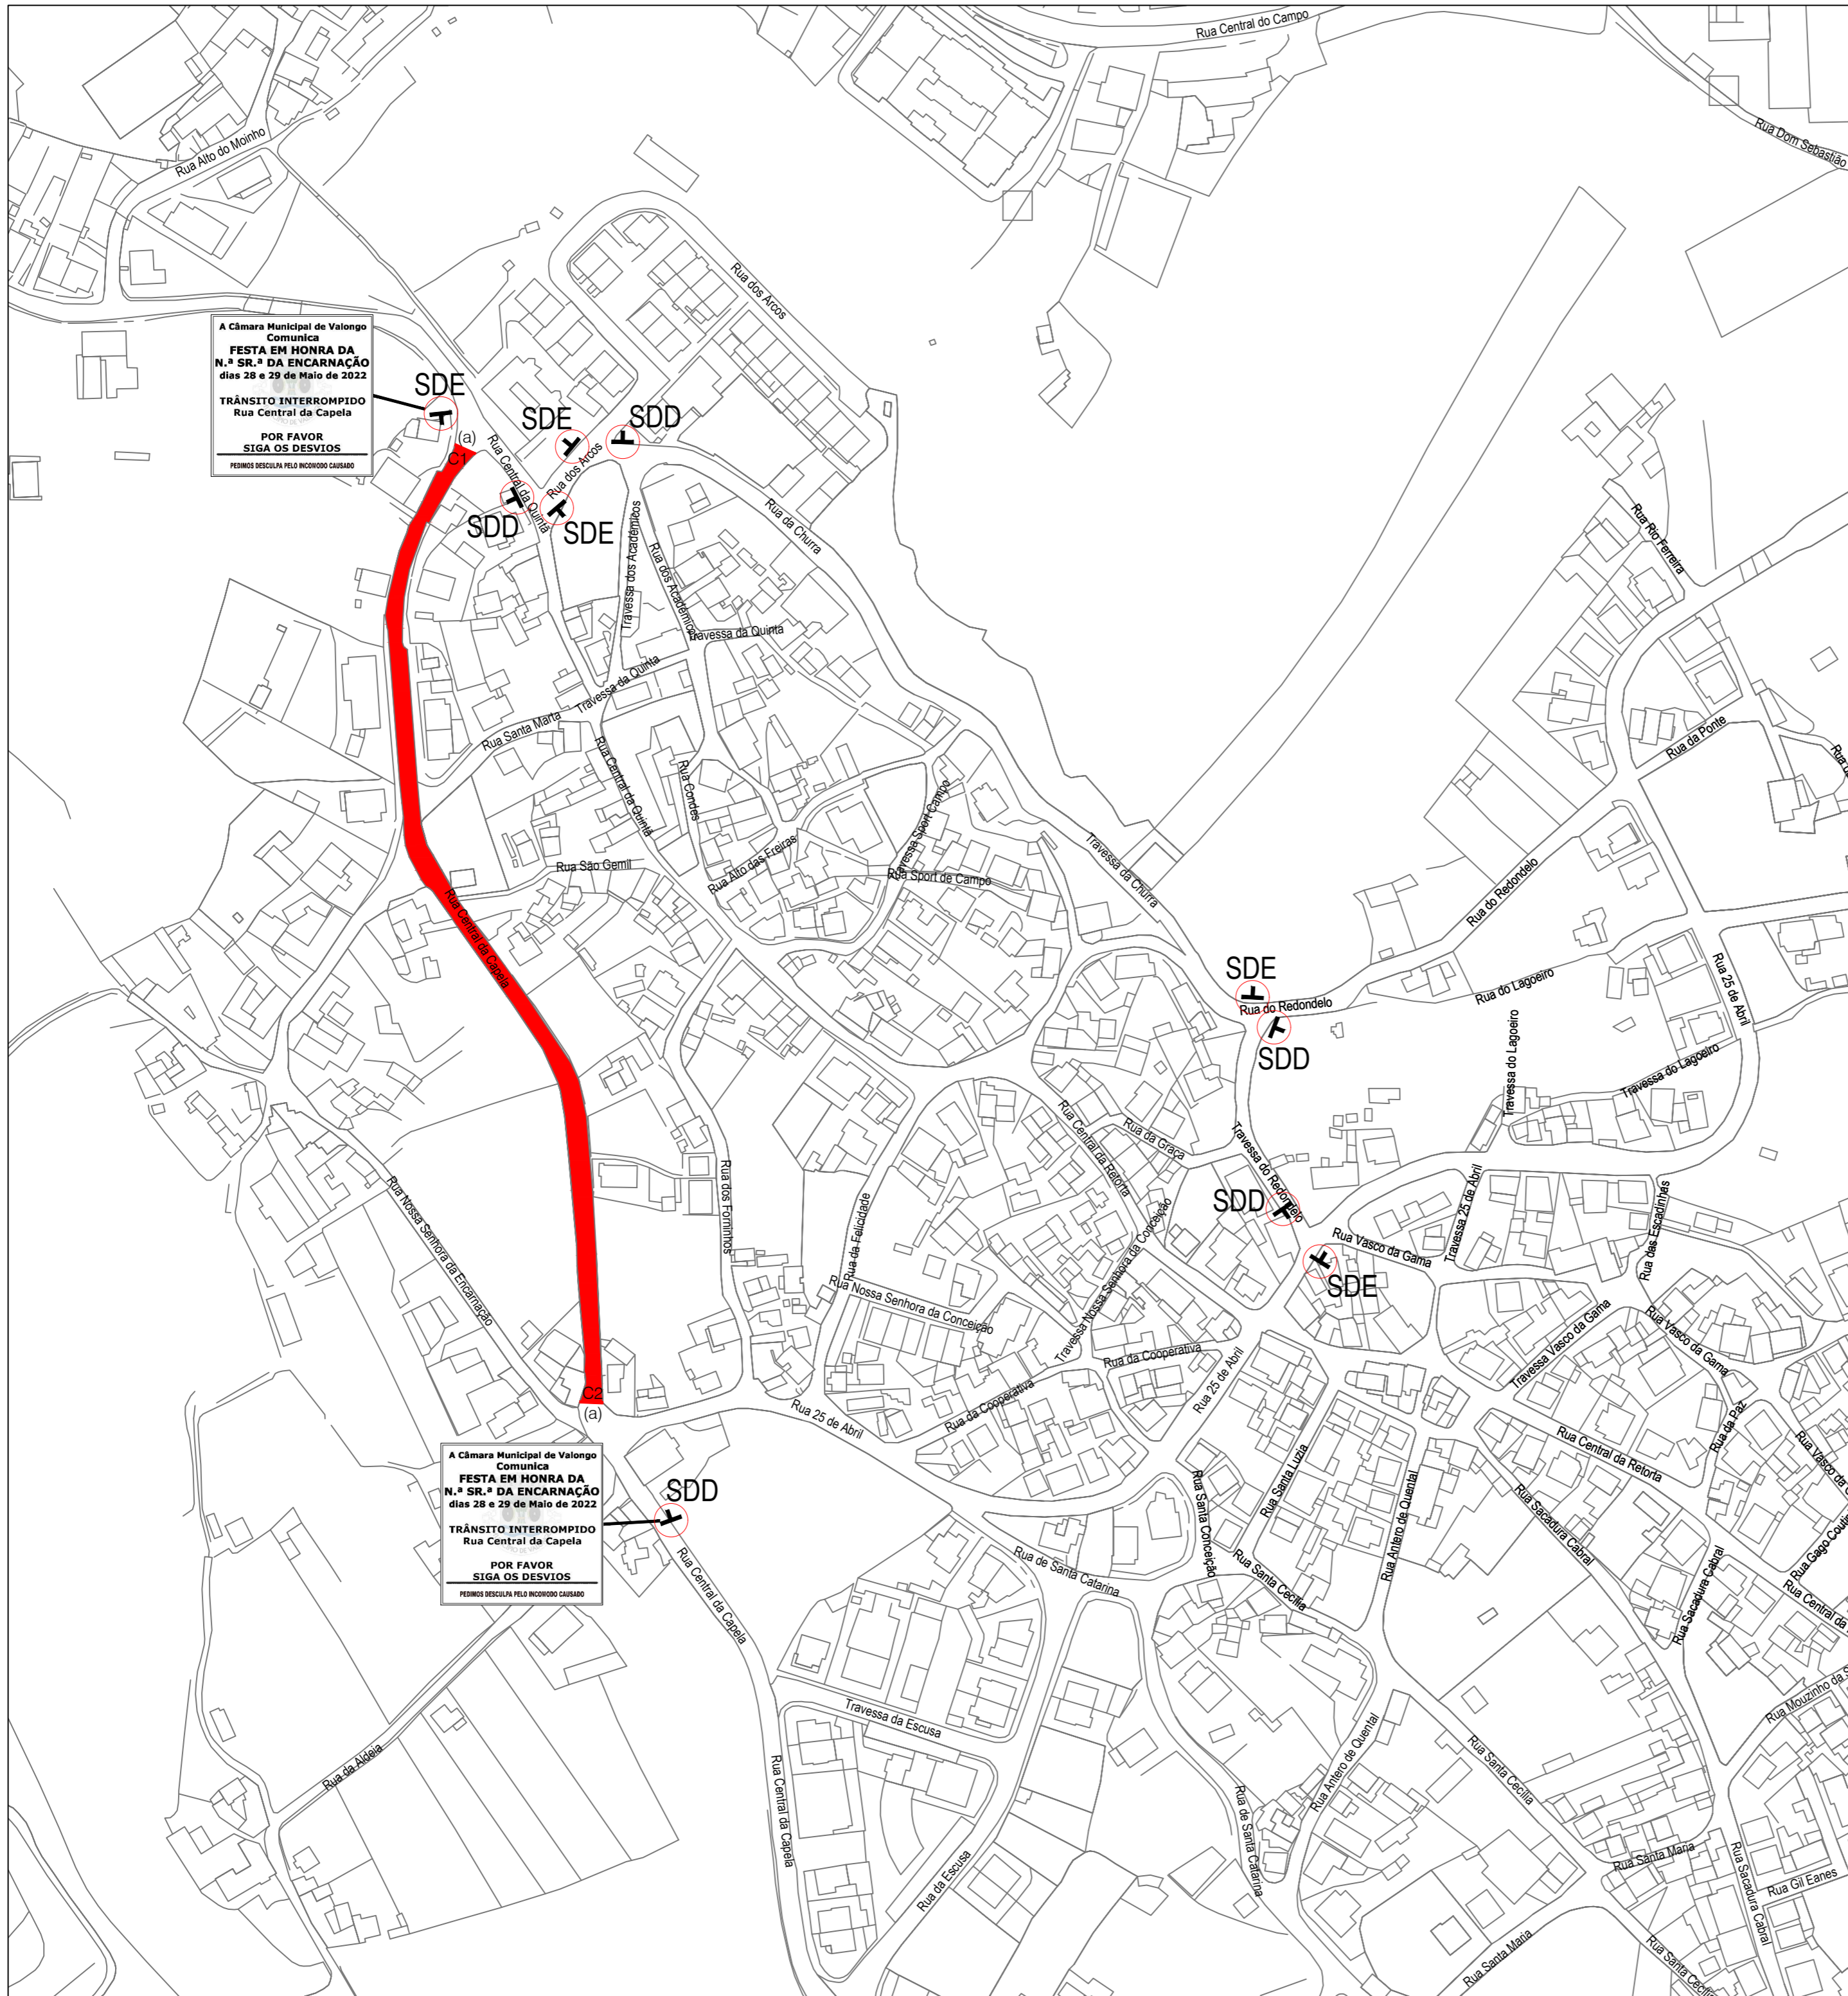 Rua Central do Campo
Rua Dom Sebastião
Rua Alto do Moinho
Rua dos Arcos
A Câmara Municipal de Valongo
Comunica
FESTA EM HONRA DA
N.ª SR.ª DA ENCARNAÇÃO
dias 28 e 29 de Maio de 2022
TRÂNSITO INTERROMPIDO
Rua Central da Capela
POR FAVOR
SIGA OS DESVIOS
PEDIMOS DESCULPA PELO INCOMODO CAUSADO
SDE
SDE
SDD
(a)
C1
Rua Central da Quintã
Rua dos Arcos
SDD
SDE
Rua da Churra
Travessa dos Académicos
Rua dos Académicos
Rua Rio Ferreira
Travessa da Quinta
Travessa da Quinta
Rua Santa Marta
Rua da Ponte
Rua Central da Quintã
Rua Condes
Travessa Sport Campo
Rua Alto das Freiras
Rua São Gemil
Rua Sport de Campo
Travessa da Churra
Rua do Redondelo
Rua Central da Capela
SDE
Rua do Redondelo
Rua do Lagoeiro
Rua 25 de Abril
SDD
Travessa do Lagoeiro
Travessa do Lagoeiro
Rua Central da Retorta
Rua da Graça
Travessa do Redondelo
Rua dos Forninhos
Rua Nossa Senhora da Encarnação
Rua da Felicidade
SDD
Travessa 25 de Abril
Rua das Escadinhas
Rua Vasco da Gama
SDE
Rua Nossa Senhora da Conceição
Travessa Nossa Senhora da Conceição
Rua da Cooperativa
Travessa Vasco da Gama
Rua Vasco da Gama
C2
(a)
Rua 25 de Abril
Rua da Cooperativa
Rua 25 de Abril
Rua da Paz
Rua Central da Retorta
Rua Vasco da
A Câmara Municipal de Valongo
Comunica
FESTA EM HONRA DA
N.ª SR.ª DA ENCARNAÇÃO
dias 28 e 29 de Maio de 2022
TRÂNSITO INTERROMPIDO
Rua Central da Capela
POR FAVOR
SIGA OS DESVIOS
PEDIMOS DESCULPA PELO INCOMODO CAUSADO
SDD
Rua Santa Luzia
Rua Santa Conceição
Rua Antero de Quental
Rua Sacadura Cabral
Rua Gago
Rua Central da Capela
Rua de Santa Catarina
Rua Santa Cecília
Rua Sacadura Cabral
Rua Central da
Rua Mouzinho da
Travessa da Escusa
Rua da Aldeia
Rua Antero de Quental
Rua Santa Cecília
Rua Central da Capela
Rua de Santa Catarina
Rua da Escusa
Rua Santa Maria
Rua Sacadura Cabral
Rua Gil Eanes
Rua Santa Maria
Rua Santa Cecília